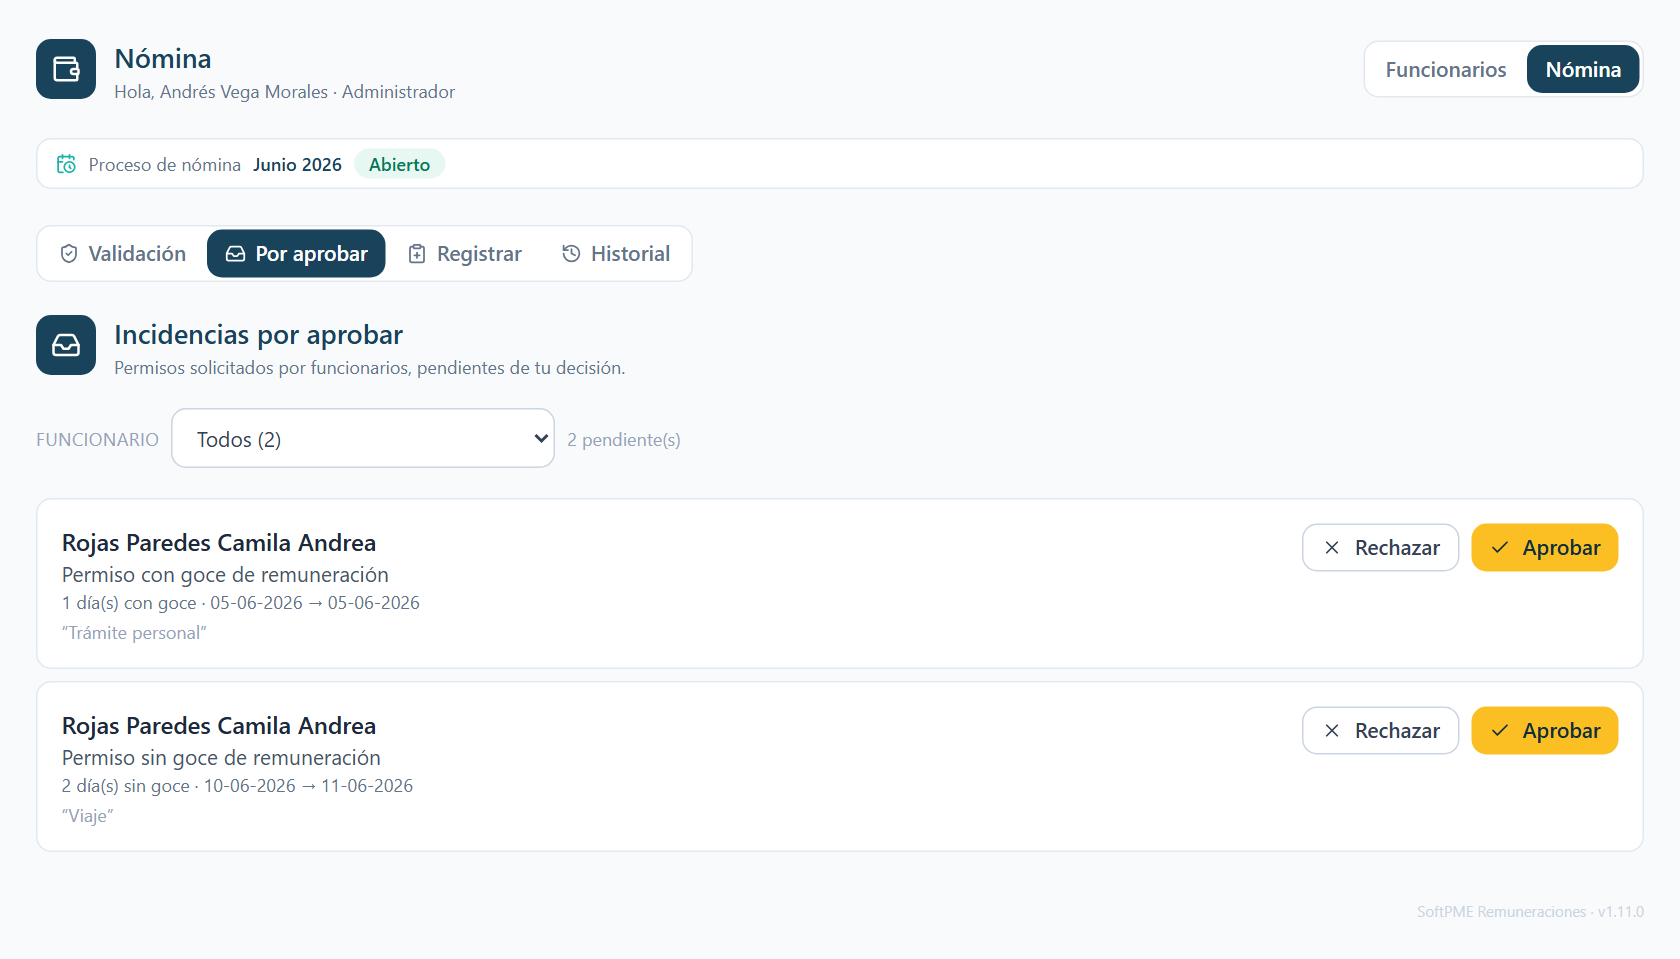 Nómina
Hola, Andrés Vega Morales · Administrador
Funcionarios
Nómina
Proceso de nómina Junio 2026 Abierto
Validación
Por aprobar
Registrar
Historial
Incidencias por aprobar
Permisos solicitados por funcionarios, pendientes de tu decisión.
FUNCIONARIO
Todos (2)
2 pendiente(s)
Rojas Paredes Camila Andrea
Permiso con goce de remuneración
1 día(s) con goce · 05-06-2026 → 05-06-2026
“Trámite personal”
Rechazar
Aprobar
Rojas Paredes Camila Andrea
Permiso sin goce de remuneración
2 día(s) sin goce · 10-06-2026 → 11-06-2026
“Viaje”
Rechazar
Aprobar
SoftPME Remuneraciones · v1.11.0